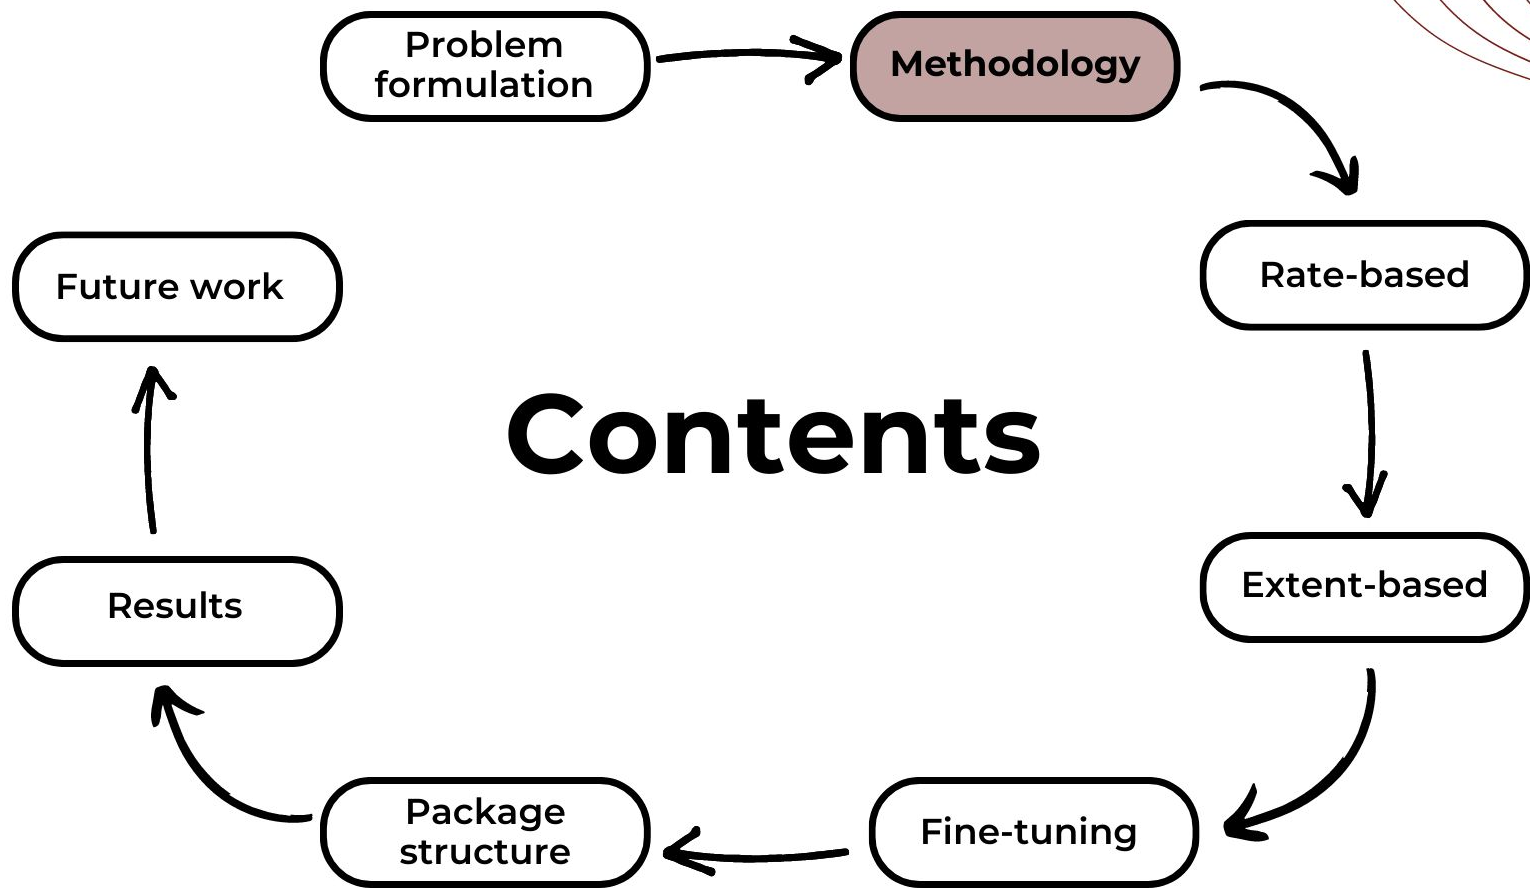 Problem
formulation
Methodology
Rate-based
Extent-based
Fine-tuning
Package
structure
Results
Future work
Contents